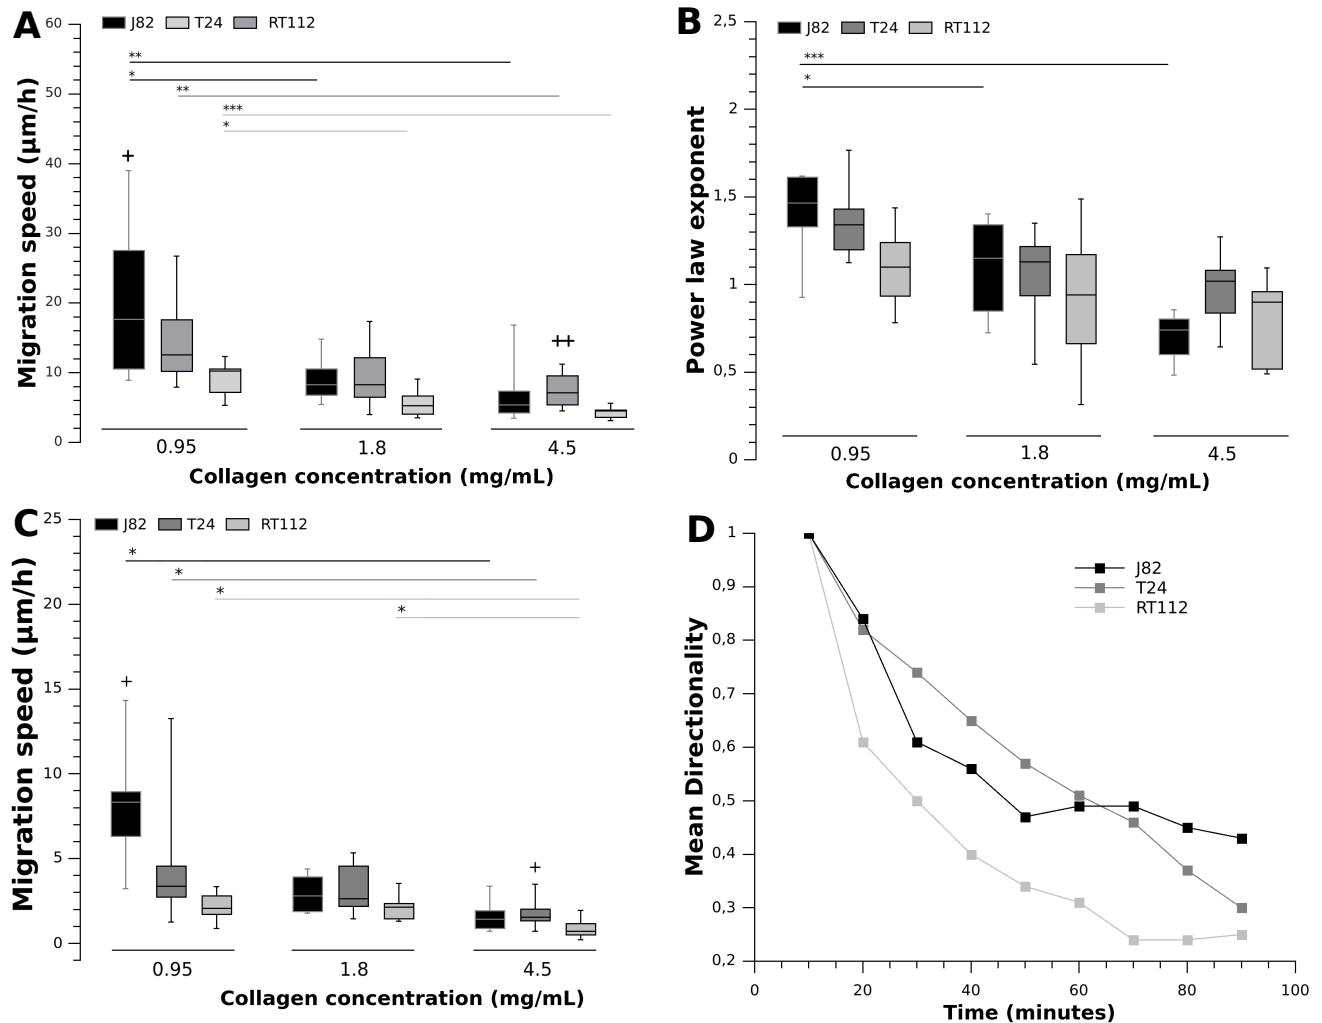 A
J82 T24 RT112
Migration speed (µm/h)
60
50
40
30
20
10
0
**
*
**
***
*
+
++
0.95 1.8 4.5
Collagen concentration (mg/mL)
B
J82 T24 RT112
Power law exponent
2,5
2
1,5
1
0,5
0
***
*
0.95 1.8 4.5
Collagen concentration (mg/mL)
C
J82 T24 RT112
Migration speed (µm/h)
25
20
15
10
5
0
*
*
*
*
+
+
0.95 1.8 4.5
Collagen concentration (mg/mL)
D
J82
T24
RT112
Mean Directionality
1
0,9
0,8
0,7
0,6
0,5
0,4
0,3
0,2
0 20 40 60 80 100
Time (minutes)